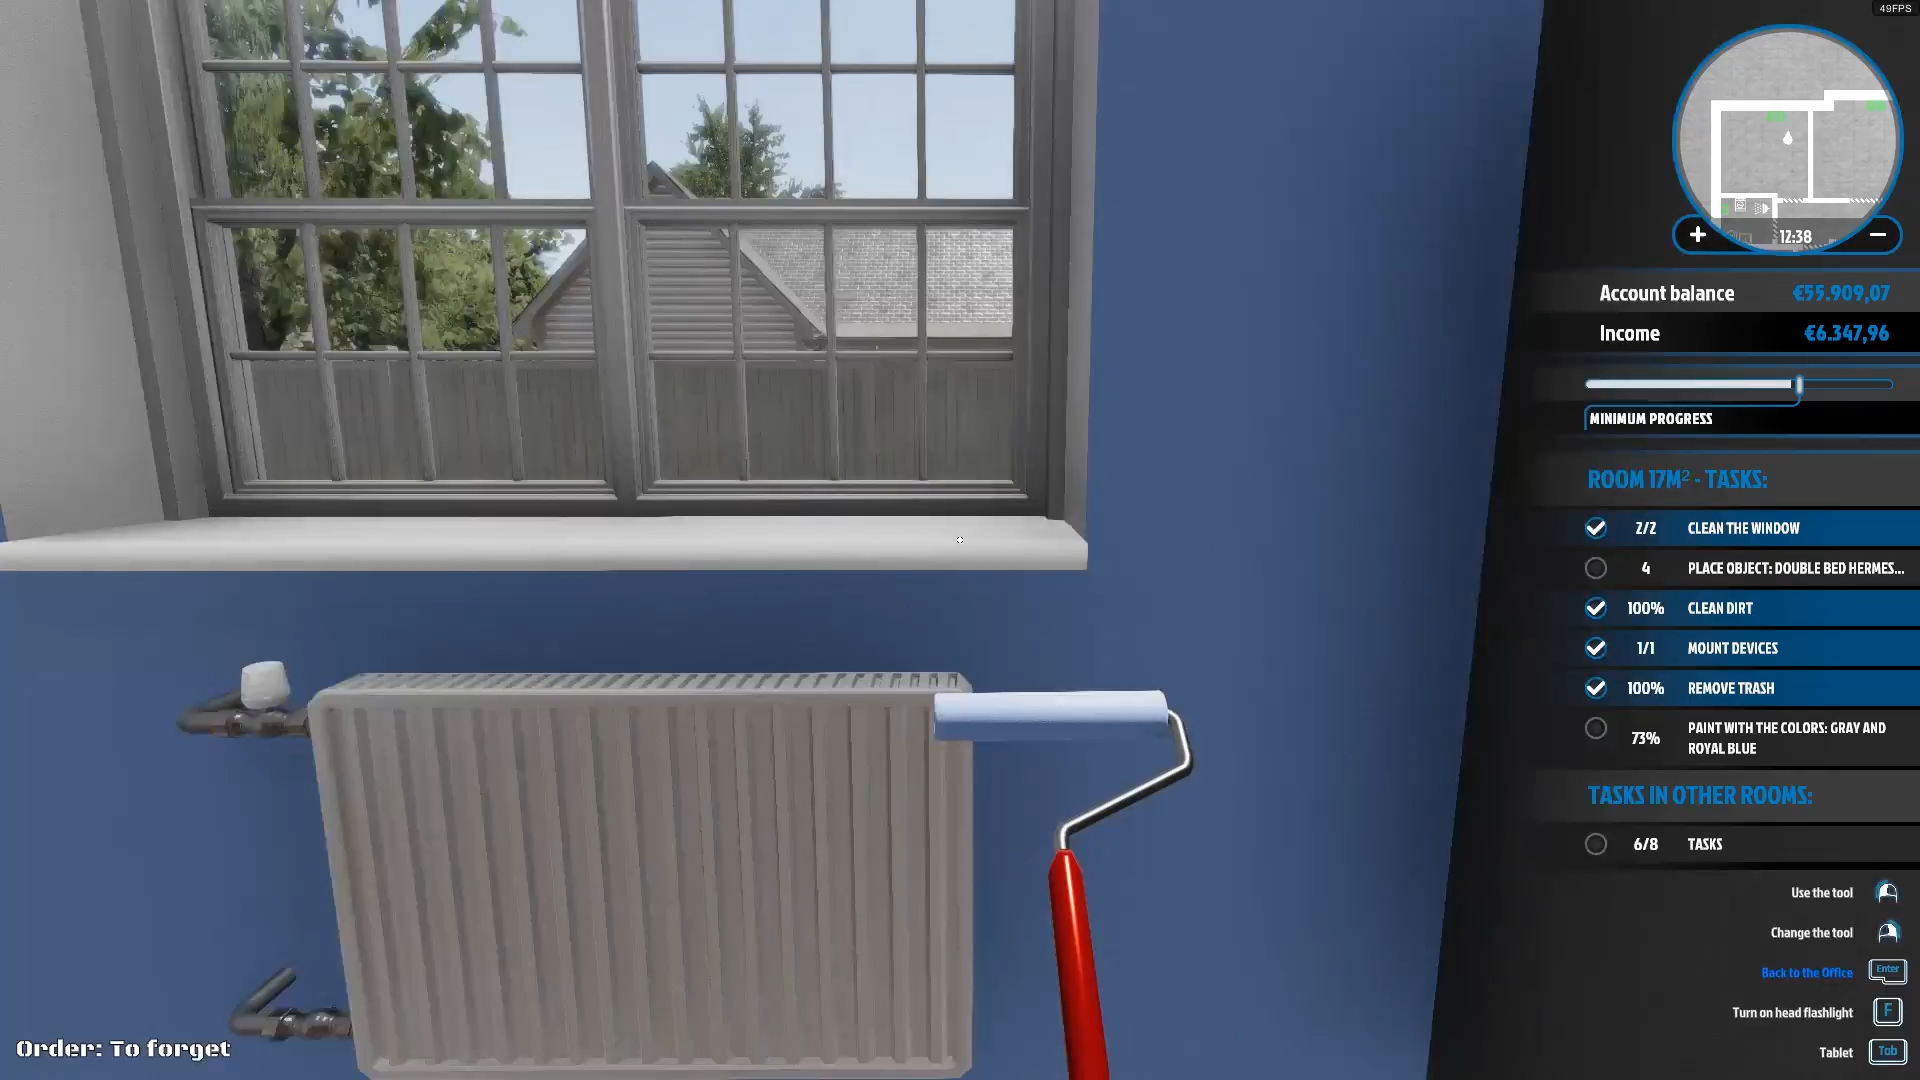 49FPS
12:38
Account balance €55.909,07
Income €6.347,96
MINIMUM PROGRESS
ROOM 17M² - TASKS:
2/2 CLEAN THE WINDOW
4 PLACE OBJECT: DOUBLE BED HERMES...
100% CLEAN DIRT
1/1 MOUNT DEVICES
100% REMOVE TRASH
73% PAINT WITH THE COLORS: GRAY AND
ROYAL BLUE
TASKS IN OTHER ROOMS:
6/8 TASKS
Use the tool
Change the tool
Back to the Office Enter
Turn on head flashlight F
Tablet Tab
Order: To forget